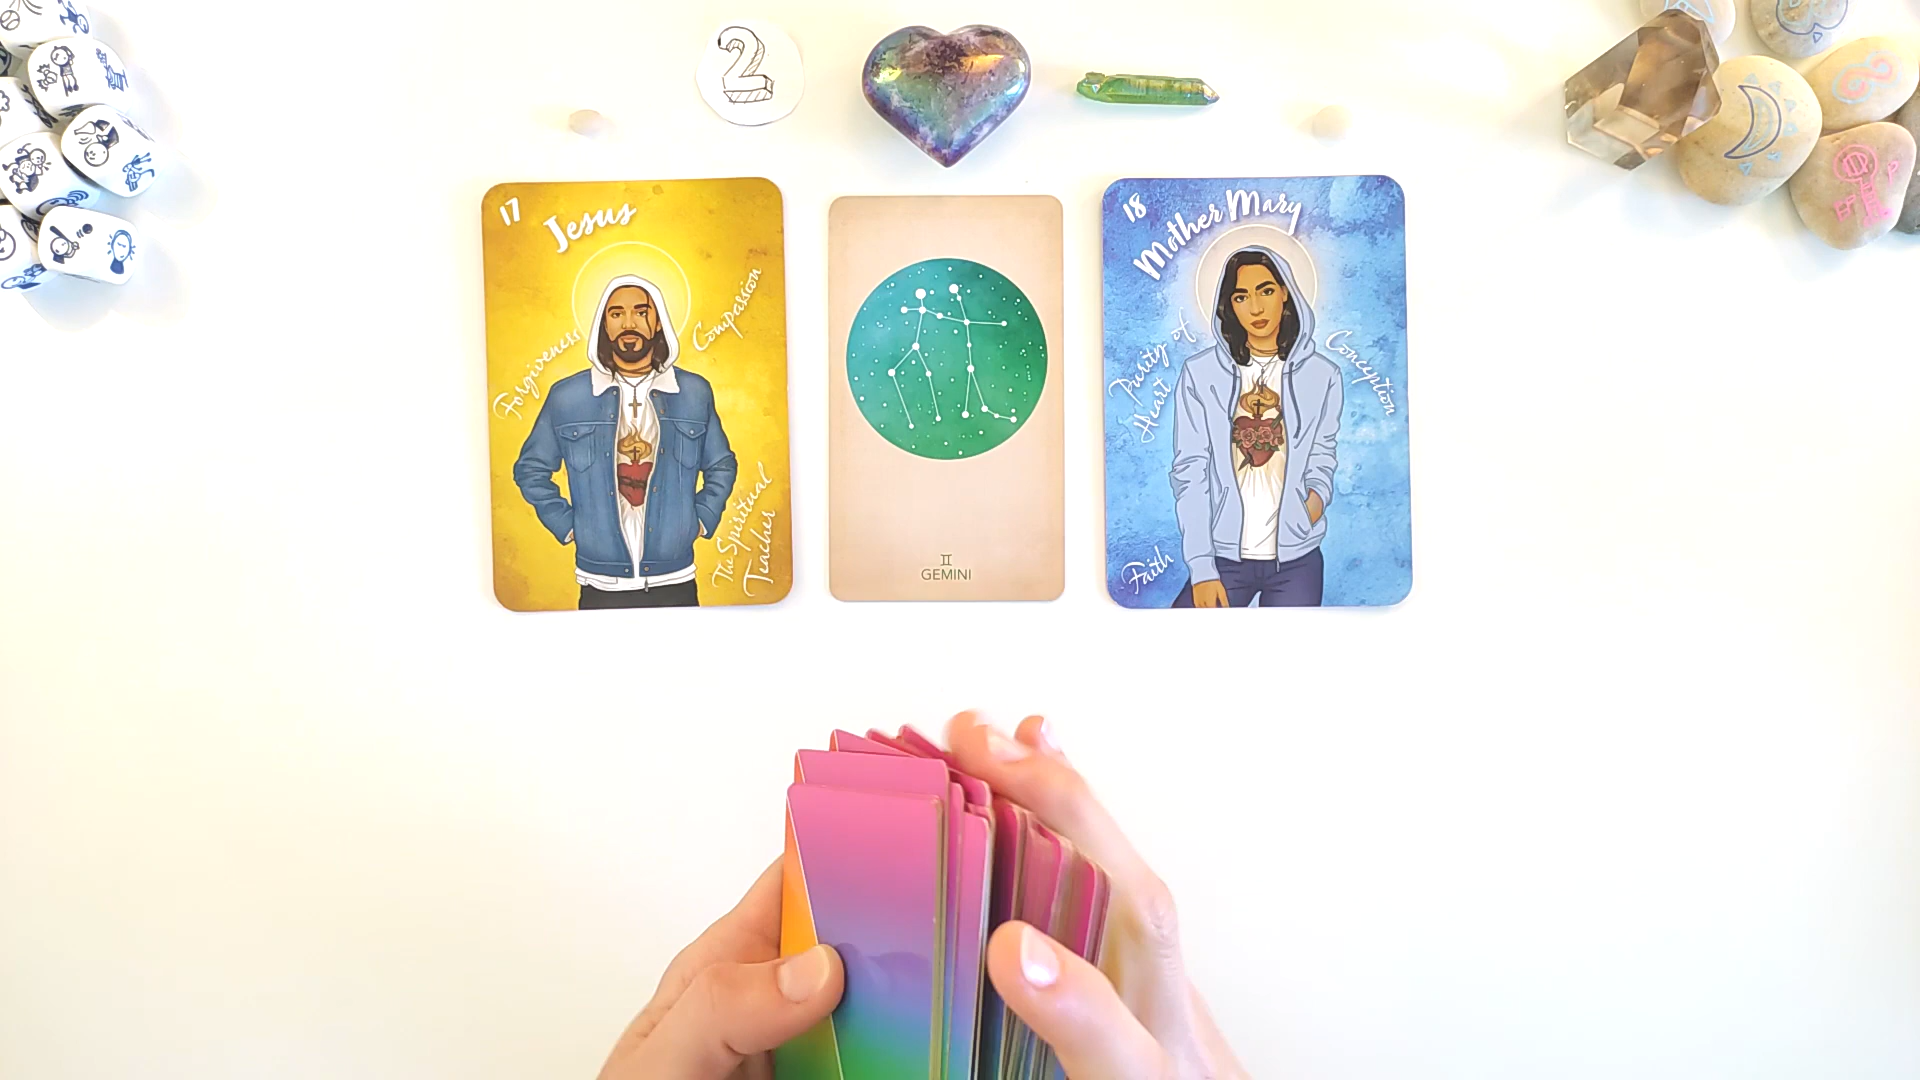 2
17
Jesus
Forgiveness
Compassion
The Spiritual
Teacher
♊
GEMINI
18
Mother Mary
Purity of
Heart
Conception
Faith